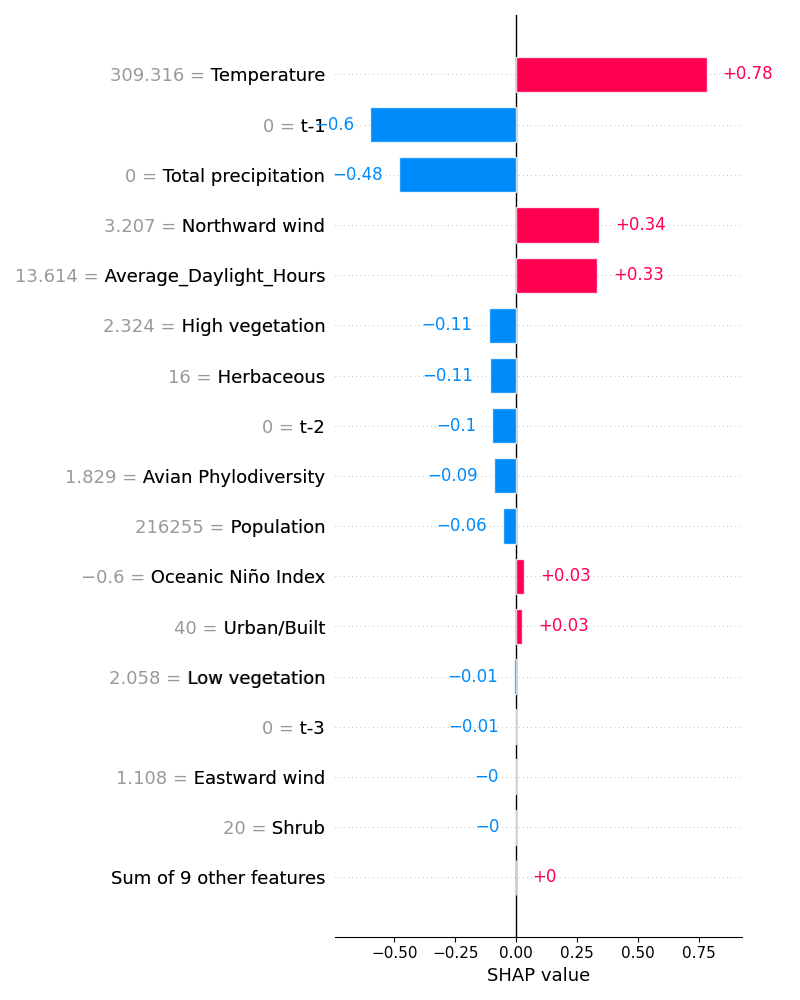 309.316 = Temperature +0.78
0 = t-1 −0.6
0 = Total precipitation −0.48
3.207 = Northward wind +0.34
13.614 = Average_Daylight_Hours +0.33
2.324 = High vegetation −0.11
16 = Herbaceous −0.11
0 = t-2 −0.1
1.829 = Avian Phylodiversity −0.09
216255 = Population −0.06
−0.6 = Oceanic Niño Index +0.03
40 = Urban/Built +0.03
2.058 = Low vegetation −0.01
0 = t-3 −0.01
1.108 = Eastward wind −0
20 = Shrub −0
Sum of 9 other features +0
−0.50 −0.25 0.00 0.25 0.50 0.75
SHAP value